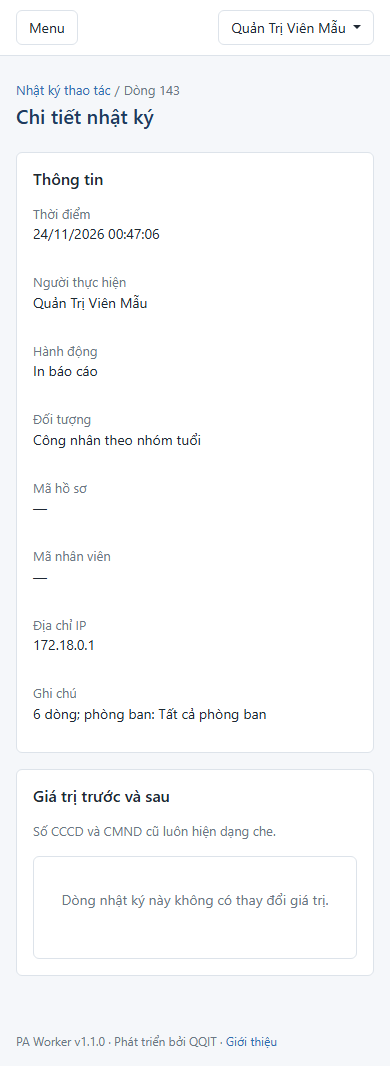 Menu
Quản Trị Viên Mẫu
Nhật ký thao tác / Dòng 143
Chi tiết nhật ký
Thông tin
Thời điểm
24/11/2026 00:47:06
Người thực hiện
Quản Trị Viên Mẫu
Hành động
In báo cáo
Đối tượng
Công nhân theo nhóm tuổi
Mã hồ sơ
—
Mã nhân viên
—
Địa chỉ IP
172.18.0.1
Ghi chú
6 dòng; phòng ban: Tất cả phòng ban
Giá trị trước và sau
Số CCCD và CMND cũ luôn hiện dạng che.
Dòng nhật ký này không có thay đổi giá trị.
PA Worker v1.1.0 · Phát triển bởi QQIT · Giới thiệu